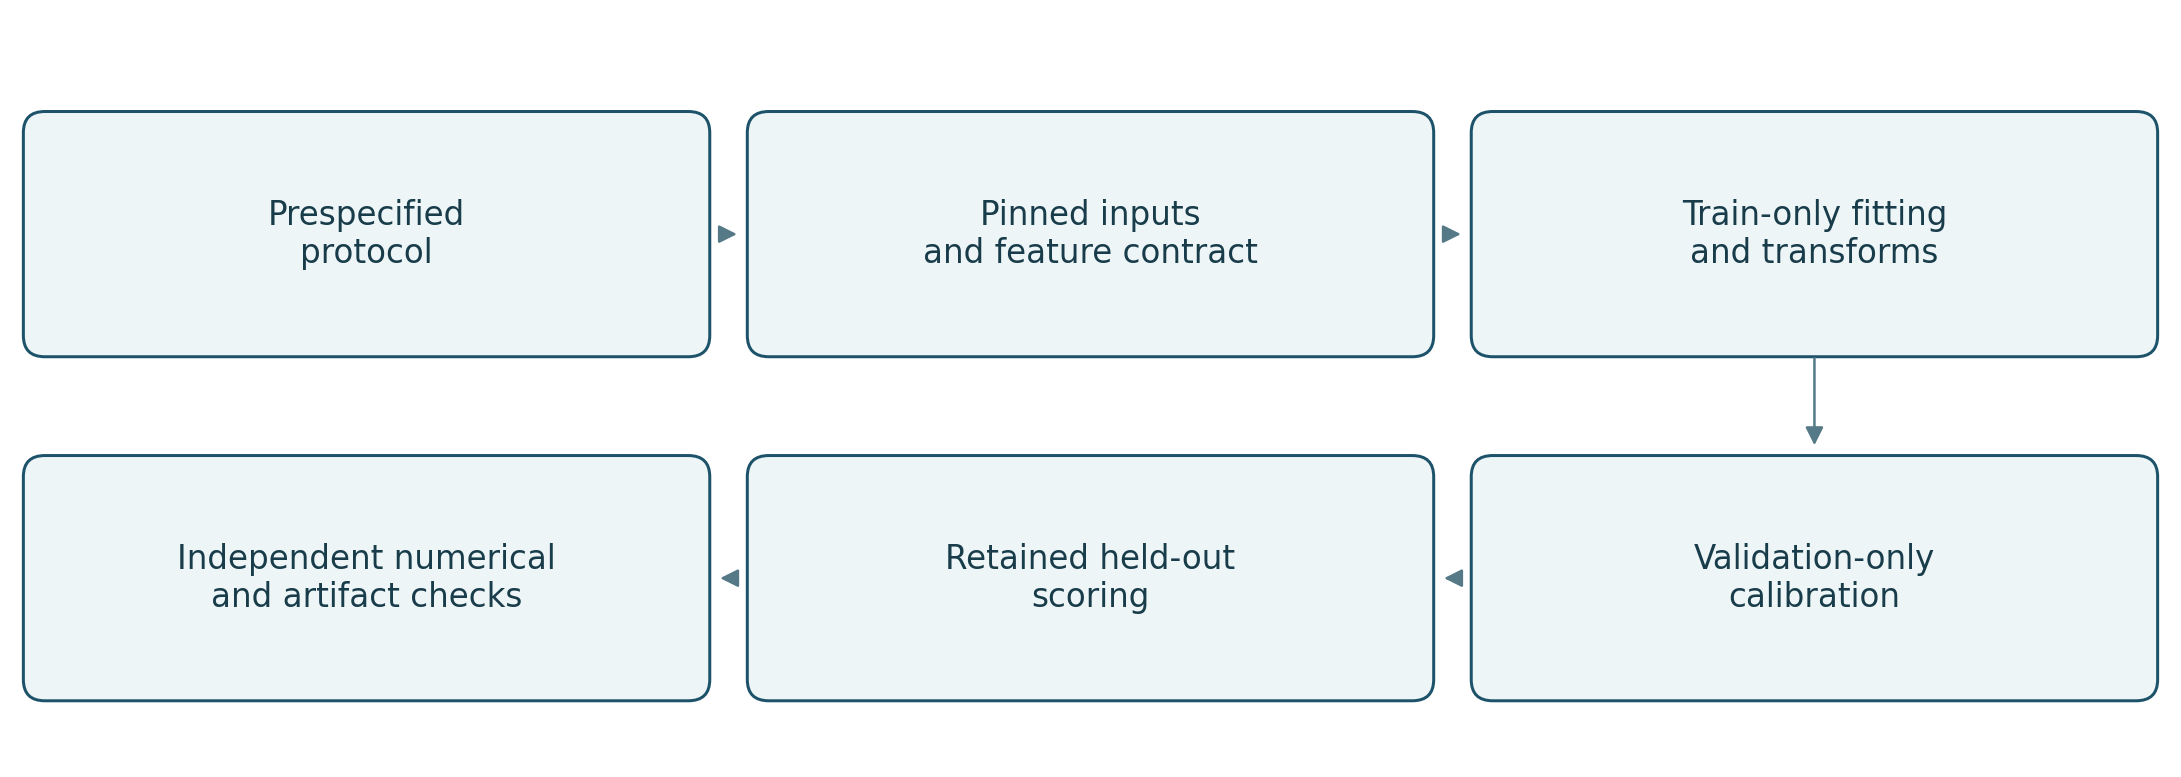 Prespecified
protocol
Pinned inputs
and feature contract
Train-only fitting
and transforms
Validation-only
calibration
Retained held-out
scoring
Independent numerical
and artifact checks